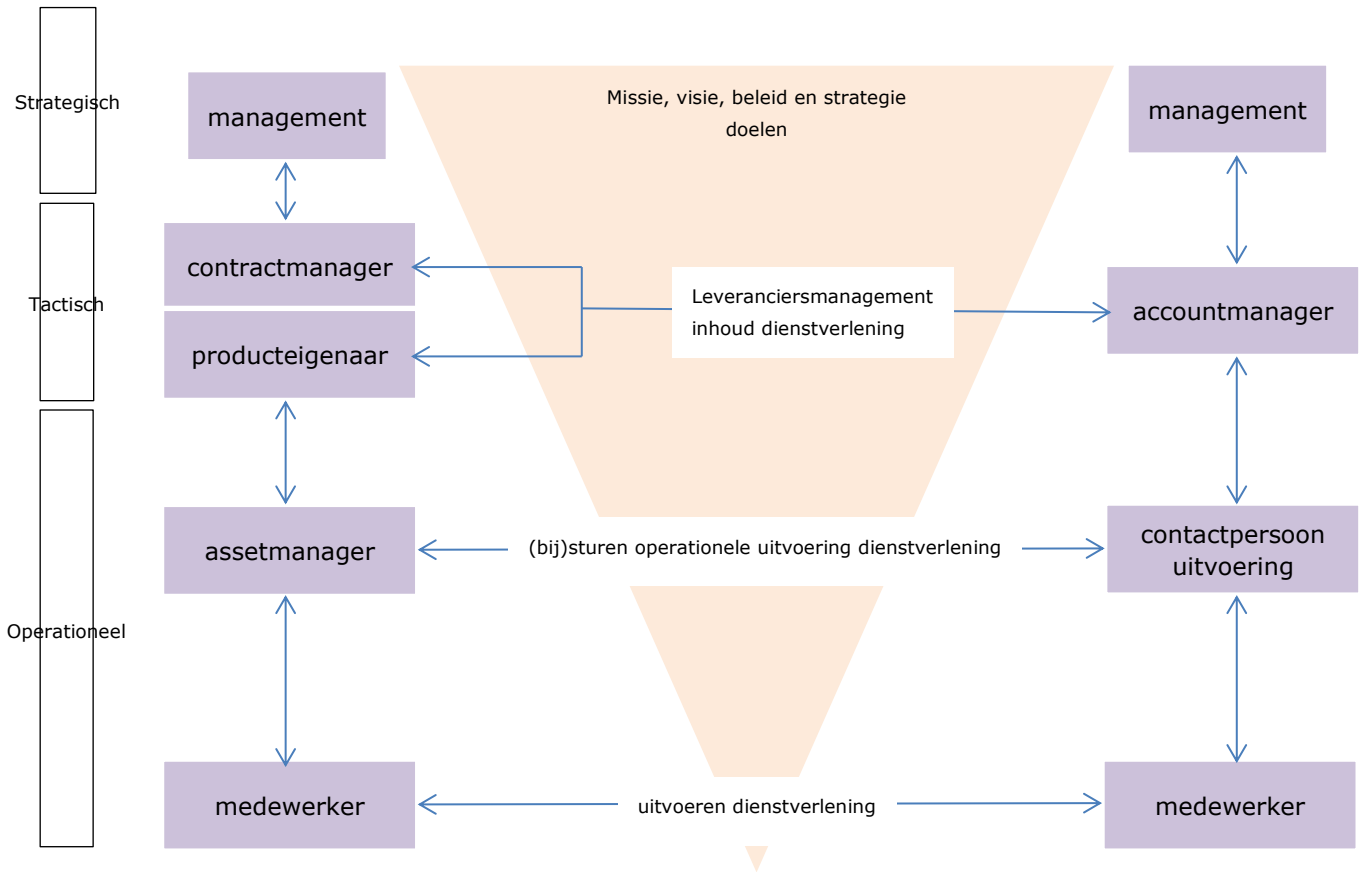 Strategisch
management
Missie, visie, beleid en strategie
doelen
management
Tactisch
contractmanager
producteigenaar
Leveranciersmanagement
inhoud dienstverlening
accountmanager
Operationeel
assetmanager
(bij)sturen operationele uitvoering dienstverlening
contactpersoon
uitvoering
medewerker
uitvoeren dienstverlening
medewerker